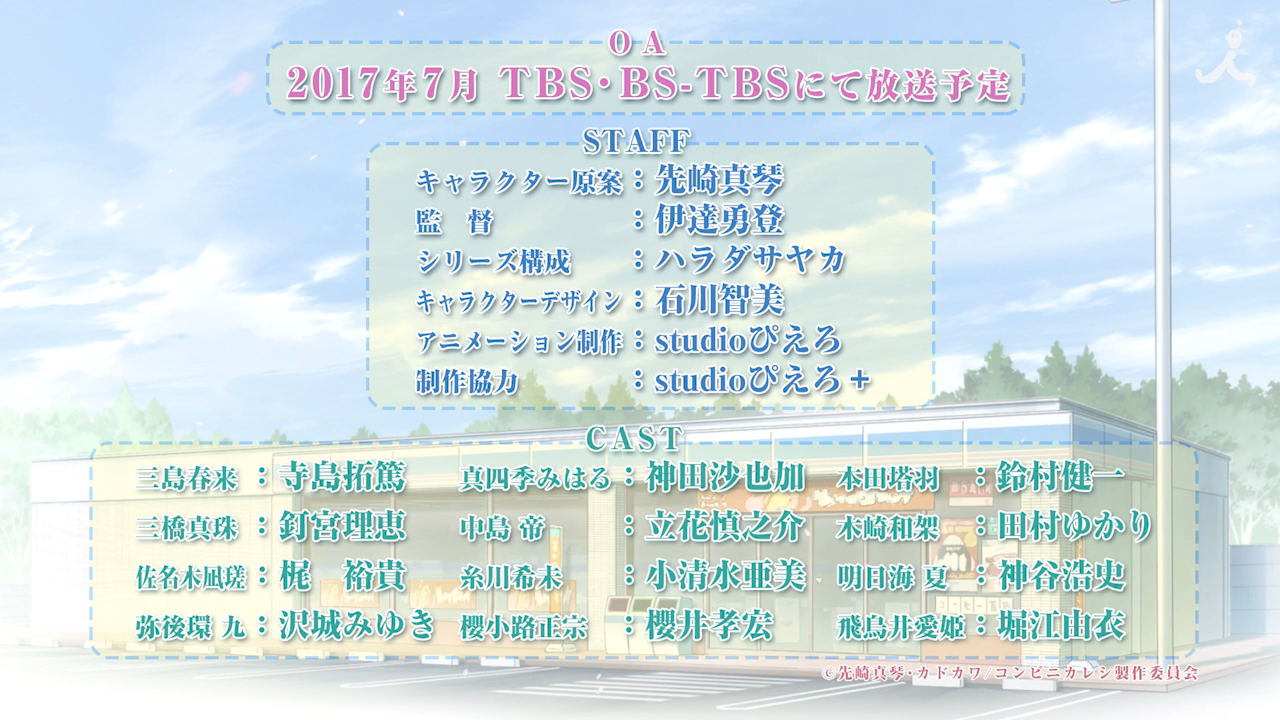 OA
2017年7月 TBS・BS-TBSにて放送予定
STAFF
キャラクター原案：先崎真琴
監　督：伊達勇登
シリーズ構成：ハラダサヤカ
キャラクターデザイン：石川智美
アニメーション制作：studioぴえろ
制作協力：studioぴえろ＋
CAST
三島春来：寺島拓篤 真四季みはる：神田沙也加 本田塔羽：鈴村健一
三橋真珠：釘宮理恵 中島 帝：立花慎之介 木崎和架：田村ゆかり
佐名木凪瑳：梶　裕貴 糸川希未：小清水亜美 明日海 夏：神谷浩史
弥後環 九：沢城みゆき 櫻小路正宗：櫻井孝宏 飛鳥井愛姫：堀江由衣
©先崎真琴・カドカワ/コンビニカレシ製作委員会